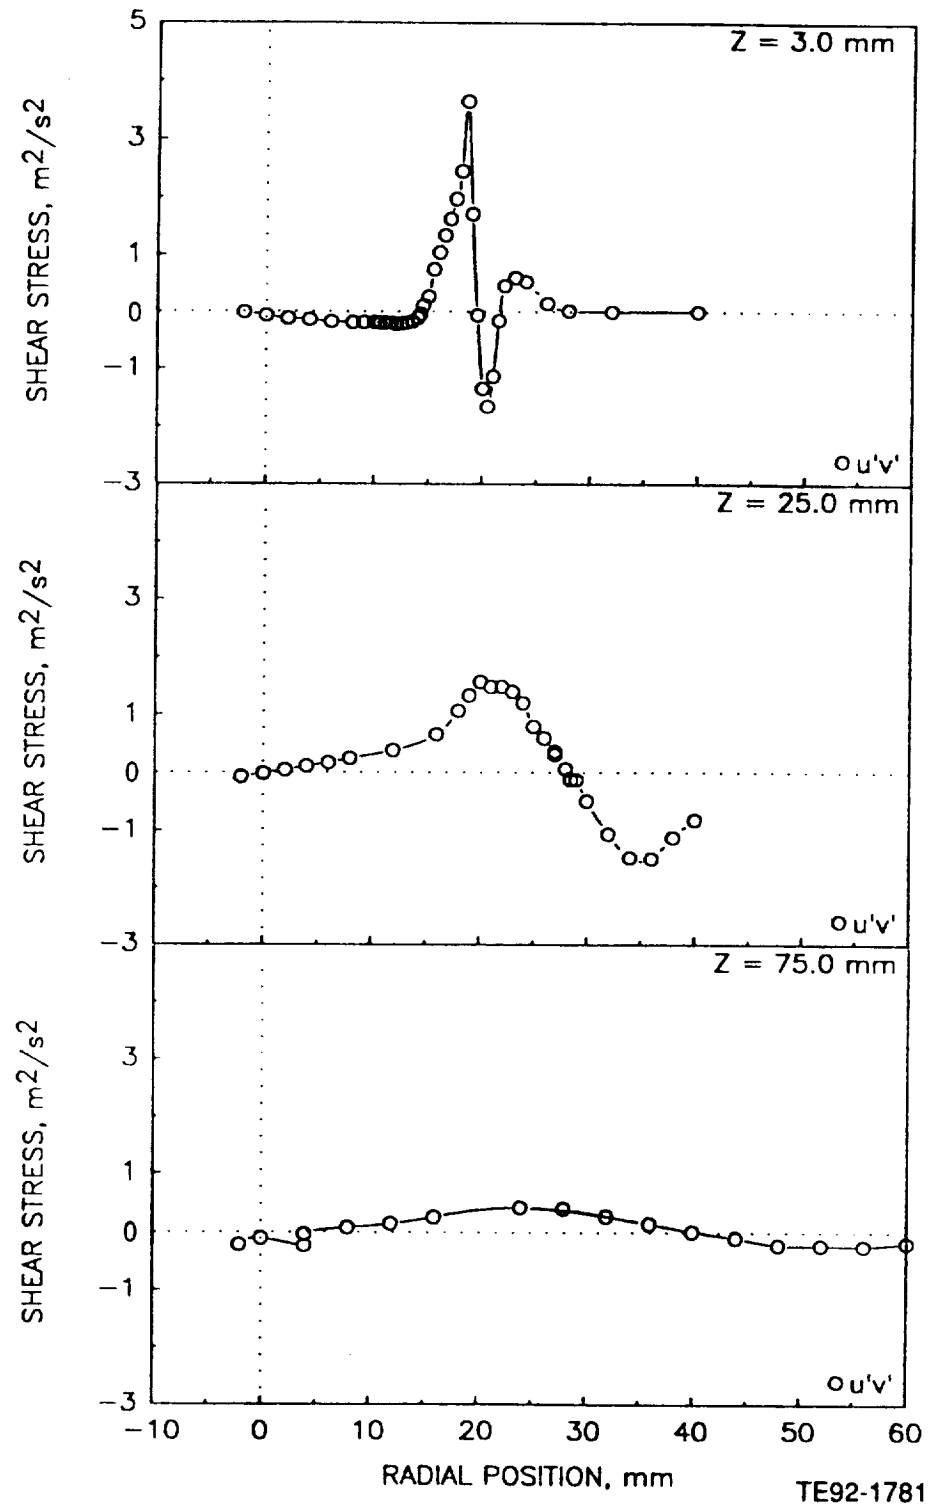 5
Z = 3.0 mm
3
1
0
−1
−3
SHEAR STRESS, m2/s2
u'v'
Z = 25.0 mm
3
1
0
−1
−3
SHEAR STRESS, m2/s2
u'v'
Z = 75.0 mm
3
1
0
−1
−3
SHEAR STRESS, m2/s2
u'v'
−10 0 10 20 30 40 50 60
RADIAL POSITION, mm
TE92-1781